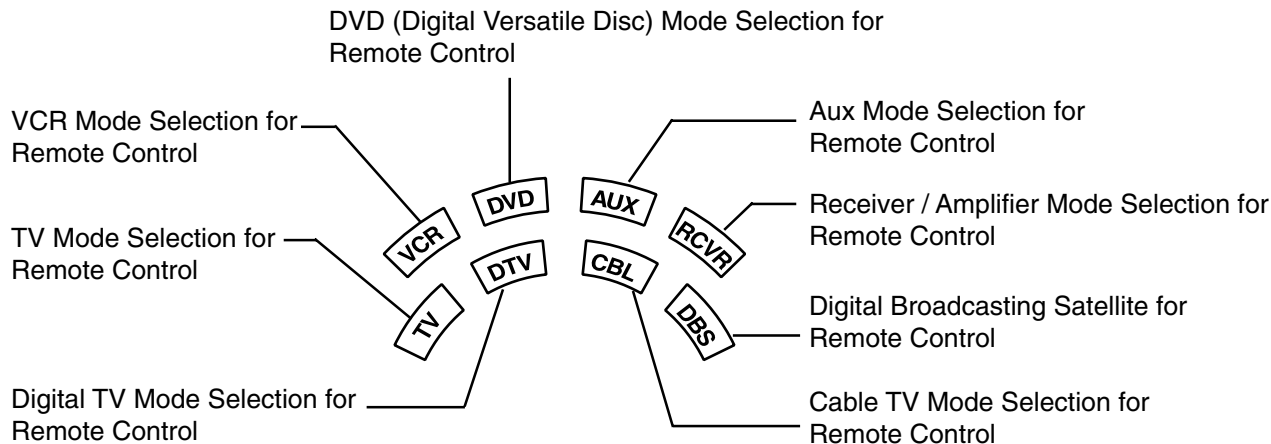 DVD (Digital Versatile Disc) Mode Selection for
Remote Control
VCR Mode Selection for
Remote Control
Aux Mode Selection for
Remote Control
TV Mode Selection for
Remote Control
Receiver / Amplifier Mode Selection for
Remote Control
VCR
DVD
AUX
RCVR
TV
DTV
CBL
DBS
Digital Broadcasting Satellite for
Remote Control
Digital TV Mode Selection for
Remote Control
Cable TV Mode Selection for
Remote Control